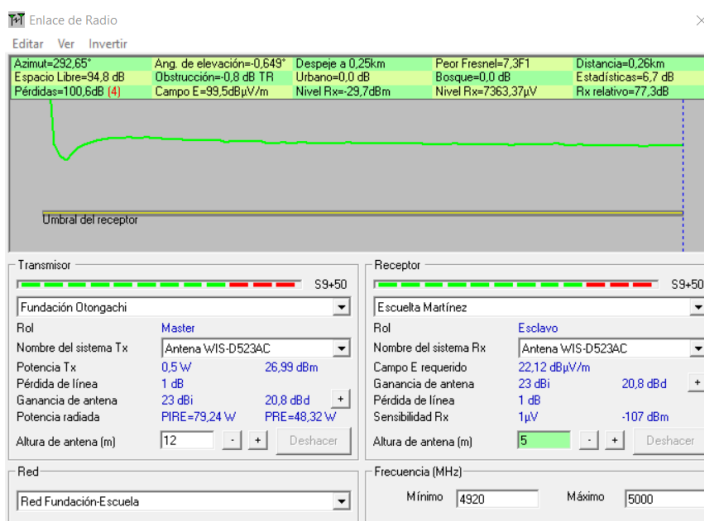 Enlace de Radio
Editar Ver Invertir
Azimut=292,65° Ang. de elevación=-0,649° Despeje a 0,25km Peor Fresnel=7,3F1 Distancia=0,26km
Espacio Libre=94,8 dB Obstrucción=-0,8 dB TR Urbano=0,0 dB Bosque=0,0 dB Estadísticas=6,7 dB
Pérdidas=100,6dB (4) Campo E=99,5dBμV/m Nivel Rx=-29,7dBm Nivel Rx=7363,37μV Rx relativo=77,3dB
Umbral del receptor
Transmisor
S9+50
Fundación Otongachi
Rol Master
Nombre del sistema Tx Antena WIS-D523AC
Potencia Tx 0,5 W 26,99 dBm
Pérdida de línea 1 dB
Ganancia de antena 23 dBi 20,8 dBd +
Potencia radiada PIRE=79,24 W PRE=48,32 W
Altura de antena (m) 12 - + Deshacer
Red
Red Fundación-Escuela
Receptor
S9+50
Escuelta Martínez
Rol Esclavo
Nombre del sistema Rx Antena WIS-D523AC
Campo E requerido 22,12 dBμV/m
Ganancia de antena 23 dBi 20,8 dBd +
Pérdida de línea 1 dB
Sensibilidad Rx 1μV -107 dBm
Altura de antena (m) 5 - + Deshacer
Frecuencia (MHz)
Mínimo 4920 Máximo 5000